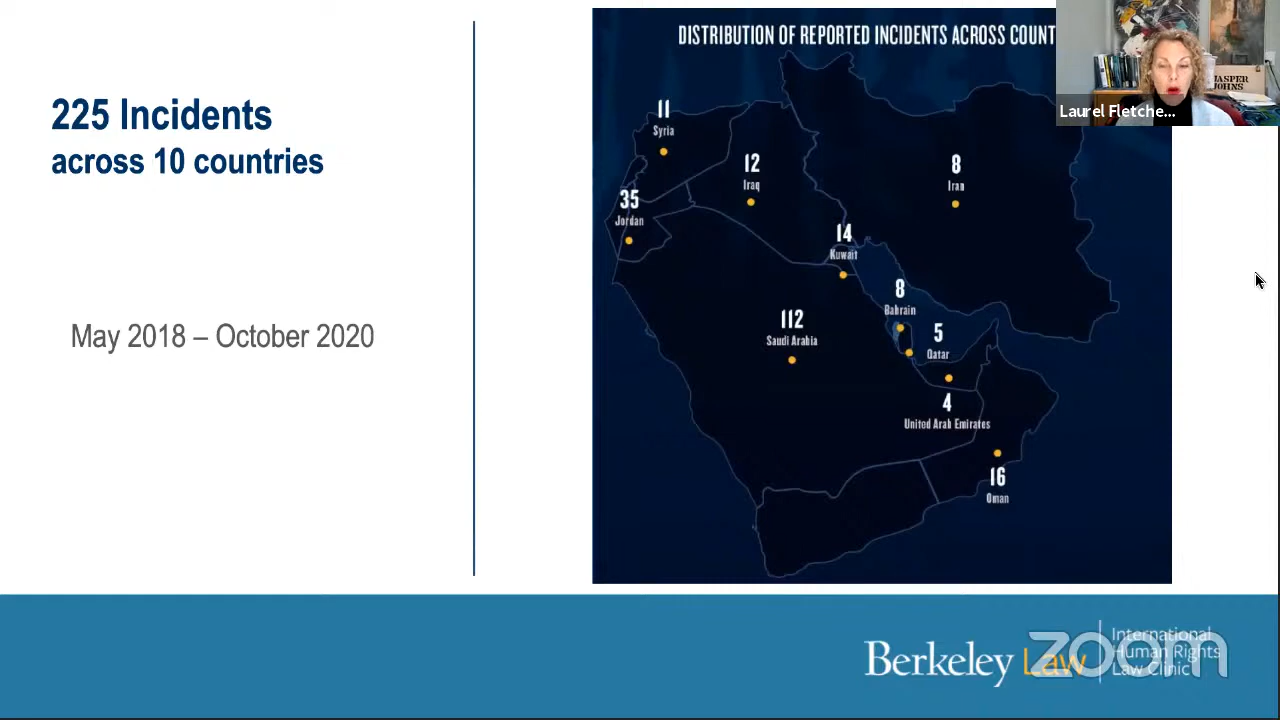 225 Incidents
across 10 countries
May 2018 – October 2020
DISTRIBUTION OF REPORTED INCIDENTS ACROSS COUNT
11
Syria
12
Iraq
8
Iran
35
Jordan
14
Kuwait
8
Bahrain
112
Saudi Arabia
5
Qatar
4
United Arab Emirates
16
Oman
JASPER
JOHNS
Laurel Fletche...
Berkeley Law
International
Human Rights
Law Clinic
zoom